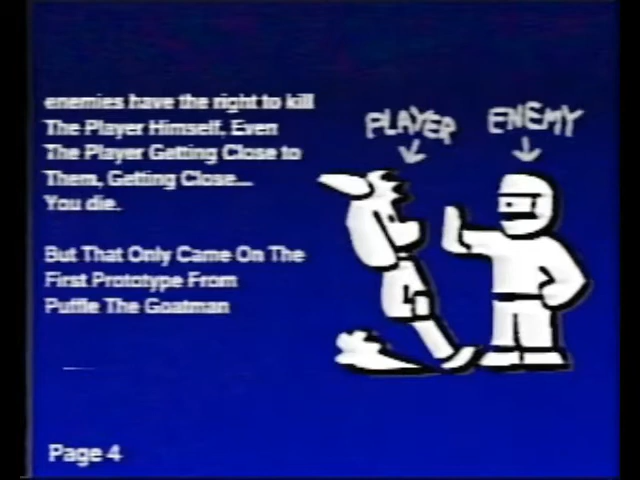 enemies have the right to kill
The Player Himself, Even
The Player Getting Close to
Them, Getting Close...
You die.
But That Only Came On The
First Prototype From
Puffle The Goatman
PLAYER
ENEMY
Page 4